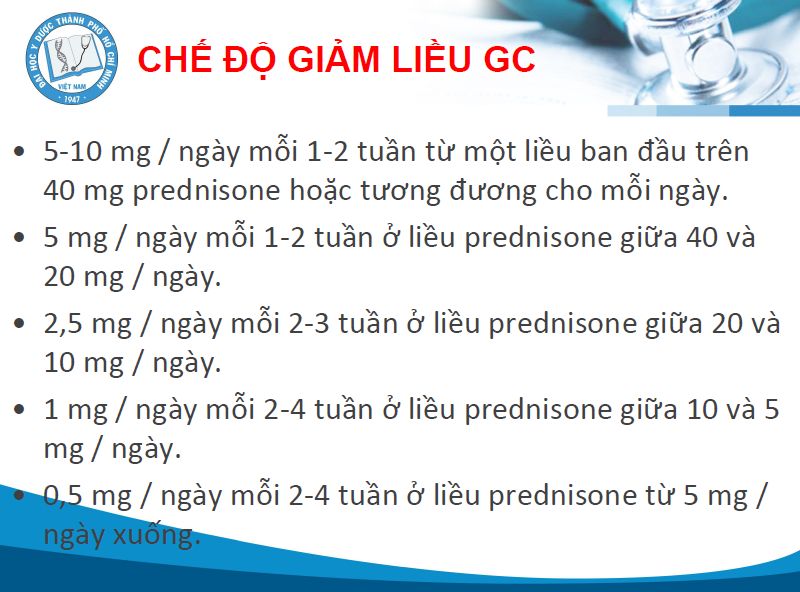 ĐẠI HỌC Y DƯỢC THÀNH PHỐ HỒ CHÍ MINH
VIỆT NAM
· 1947 ·
CHẾ ĐỘ GIẢM LIỀU GC
• 5-10 mg / ngày mỗi 1-2 tuần từ một liều ban đầu trên
40 mg prednisone hoặc tương đương cho mỗi ngày.
• 5 mg / ngày mỗi 1-2 tuần ở liều prednisone giữa 40 và
20 mg / ngày.
• 2,5 mg / ngày mỗi 2-3 tuần ở liều prednisone giữa 20 và
10 mg / ngày.
• 1 mg / ngày mỗi 2-4 tuần ở liều prednisone giữa 10 và 5
mg / ngày.
• 0,5 mg / ngày mỗi 2-4 tuần ở liều prednisone từ 5 mg /
ngày xuống.